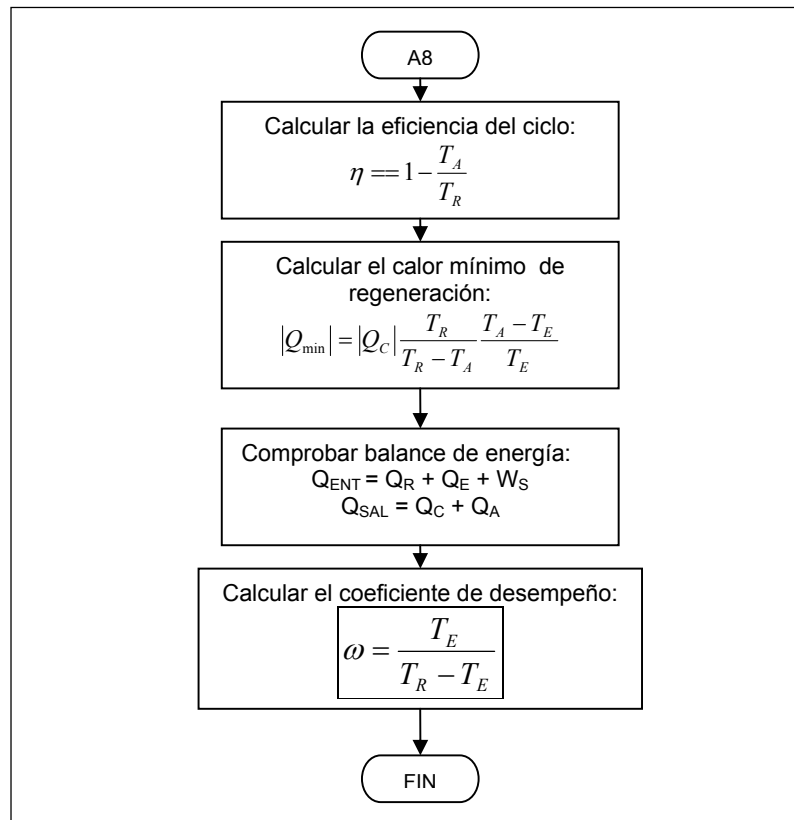 A8
Calcular la eficiencia del ciclo:
η == 1 − T_A / T_R
Calcular el calor mínimo de
regeneración:
|Q_min| = |Q_C| T_R / (T_R − T_A) (T_A − T_E) / T_E
Comprobar balance de energía:
Q_ENT = Q_R + Q_E + W_S
Q_SAL = Q_C + Q_A
Calcular el coeficiente de desempeño:
ω = T_E / (T_R − T_E)
FIN